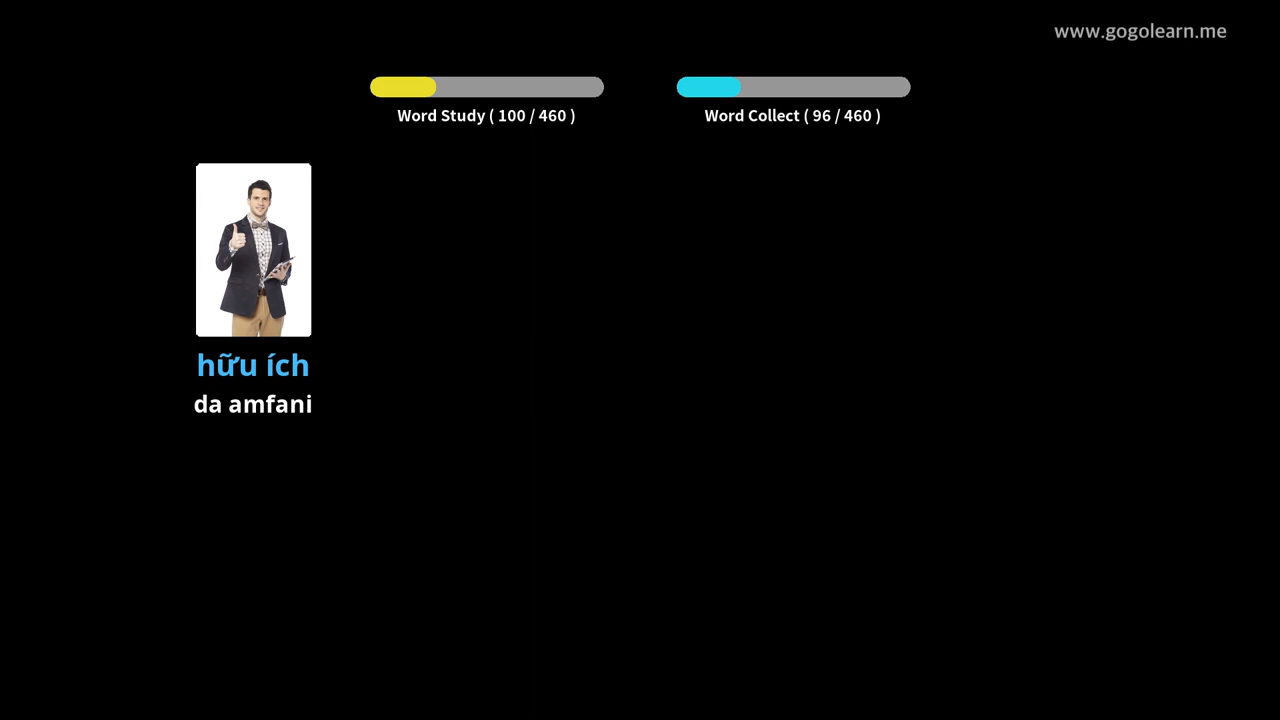 www.gogolearn.me
Word Study ( 100 / 460 )
Word Collect ( 96 / 460 )
hữu ích
da amfani